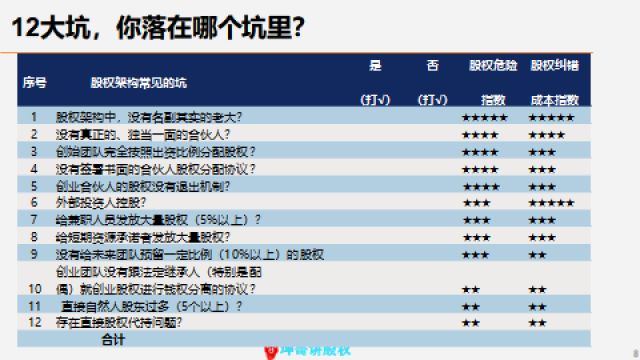 12大坑，你落在哪个坑里？
序号 股权架构常见的坑 是（打√） 否（打√） 股权危险指数 股权纠错成本指数
1 股权架构中，没有名副其实的老大？ ★★★★★ ★★★★★
2 没有真正的、独当一面的合伙人？ ★★★★ ★★★★
3 创始团队完全按照出资比例分配股权？ ★★★★ ★★★
4 没有签署书面的合伙人股权分配协议？ ★★★★ ★★★
5 创业合伙人的股权没有退出机制？ ★★★★ ★★★
6 外部投资人控股？ ★★★ ★★★★★
7 给兼职人员发放大量股权（5%以上）？ ★★★ ★★★
8 给短期资源承诺者发放大量股权？ ★★★ ★★★
9 没有给未来团队预留一定比例（10%以上）的股权 ★★★ ★★
创业团队没有跟法定继承人（特别是配
10 偶）就创业股权进行钱权分离的协议？ ★★ ★★
11 直接自然人股东过多（5个以上）？ ★★ ★★
12 存在直接股权代持问题？ ★★ ★★
合计
讲股权
8